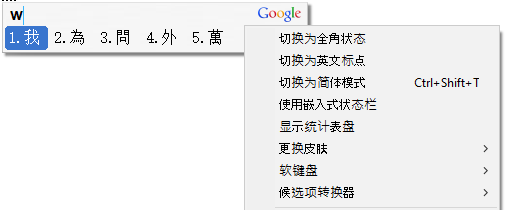 w
Google
1.我 2.為 3.問 4.外 5.萬
切换为全角状态
切换为英文标点
切换为简体模式 Ctrl+Shift+T
使用嵌入式状态栏
显示统计表盘
更换皮肤
软键盘
候选项转换器